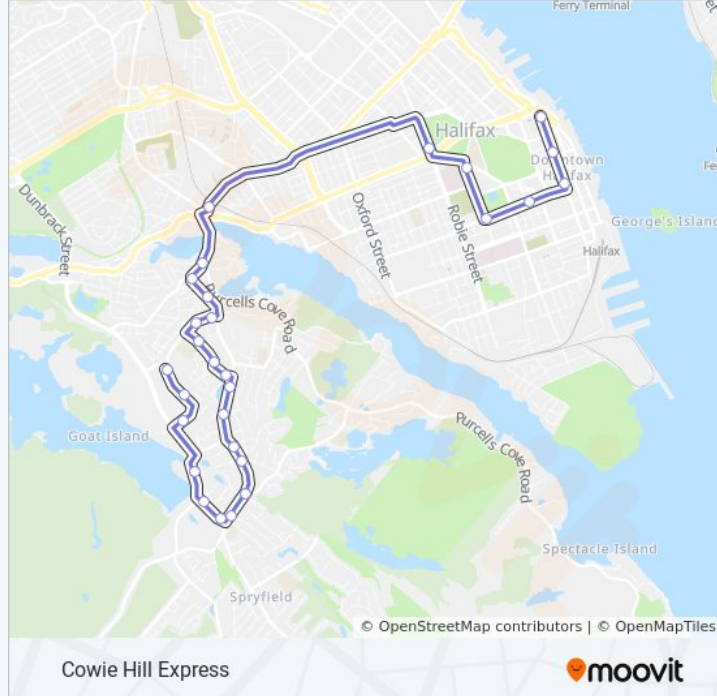 Ferry Terminal
Halifax
Downtown
Halifax
Dunbrack Street
Oxford Street
Robie Street
George's Island
Halifax
Purcells Cove Road
Goat Island
Purcells Cove Road
Spectacle Island
Spryfield
© OpenStreetMap contributors | © OpenMapTiles
Cowie Hill Express
moovit